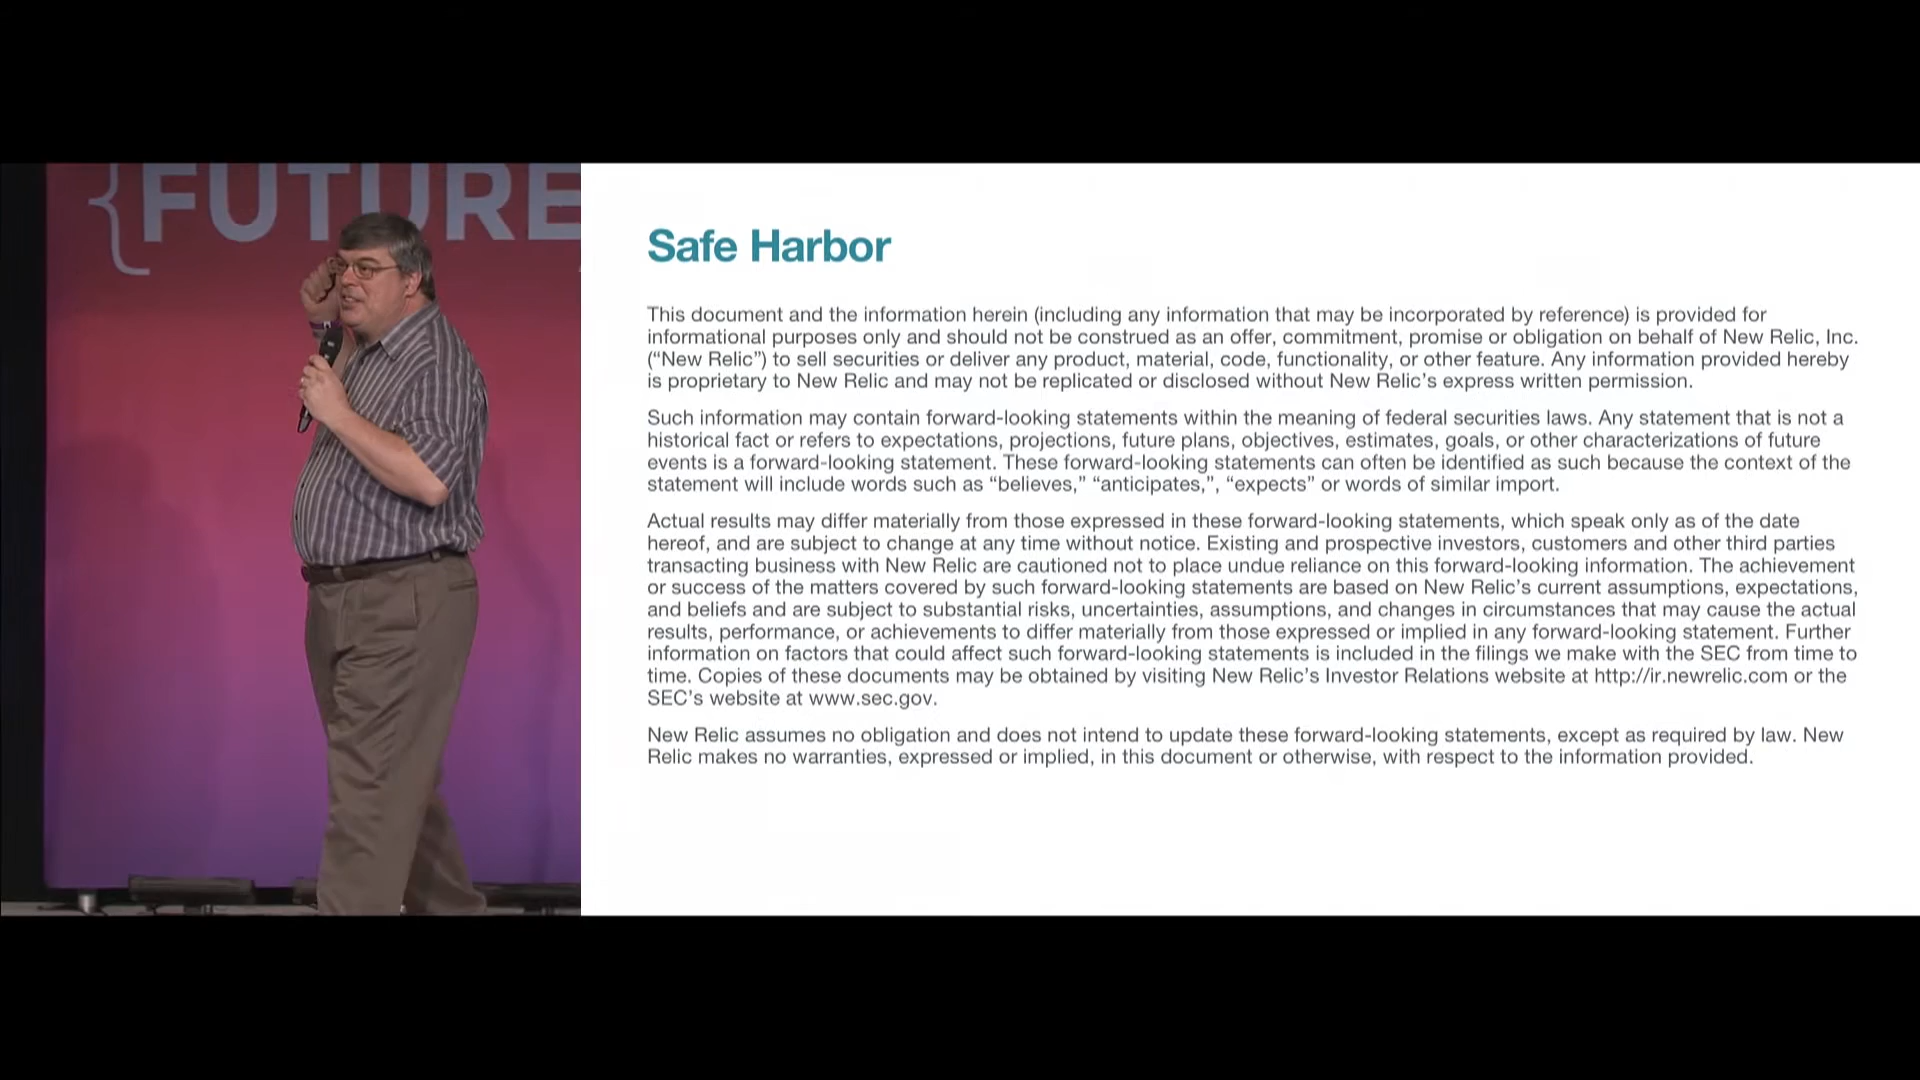 {FUTURE
Safe Harbor
This document and the information herein (including any information that may be incorporated by reference) is provided for
informational purposes only and should not be construed as an offer, commitment, promise or obligation on behalf of New Relic, Inc.
(“New Relic”) to sell securities or deliver any product, material, code, functionality, or other feature. Any information provided hereby
is proprietary to New Relic and may not be replicated or disclosed without New Relic’s express written permission.
Such information may contain forward-looking statements within the meaning of federal securities laws. Any statement that is not a
historical fact or refers to expectations, projections, future plans, objectives, estimates, goals, or other characterizations of future
events is a forward-looking statement. These forward-looking statements can often be identified as such because the context of the
statement will include words such as “believes,” “anticipates,”, “expects” or words of similar import.
Actual results may differ materially from those expressed in these forward-looking statements, which speak only as of the date
hereof, and are subject to change at any time without notice. Existing and prospective investors, customers and other third parties
transacting business with New Relic are cautioned not to place undue reliance on this forward-looking information. The achievement
or success of the matters covered by such forward-looking statements are based on New Relic’s current assumptions, expectations,
and beliefs and are subject to substantial risks, uncertainties, assumptions, and changes in circumstances that may cause the actual
results, performance, or achievements to differ materially from those expressed or implied in any forward-looking statement. Further
information on factors that could affect such forward-looking statements is included in the filings we make with the SEC from time to
time. Copies of these documents may be obtained by visiting New Relic’s Investor Relations website at http://ir.newrelic.com or the
SEC’s website at www.sec.gov.
New Relic assumes no obligation and does not intend to update these forward-looking statements, except as required by law. New
Relic makes no warranties, expressed or implied, in this document or otherwise, with respect to the information provided.